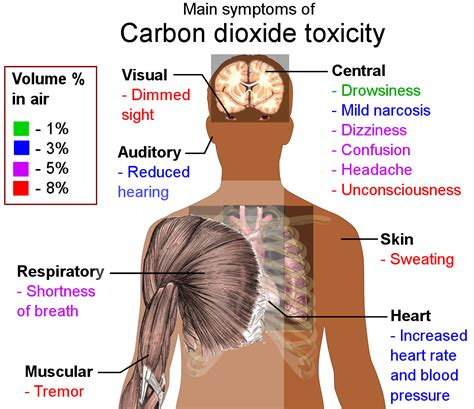 Main symptoms of
Carbon dioxide toxicity
Volume %
in air
- 1%
- 3%
- 5%
- 8%
Visual
- Dimmed
sight
Auditory
- Reduced
hearing
Central
- Drowsiness
- Mild narcosis
- Dizziness
- Confusion
- Headache
- Unconsciousness
Skin
- Sweating
Respiratory
- Shortness
of breath
Heart
- Increased
heart rate
and blood
pressure
Muscular
- Tremor